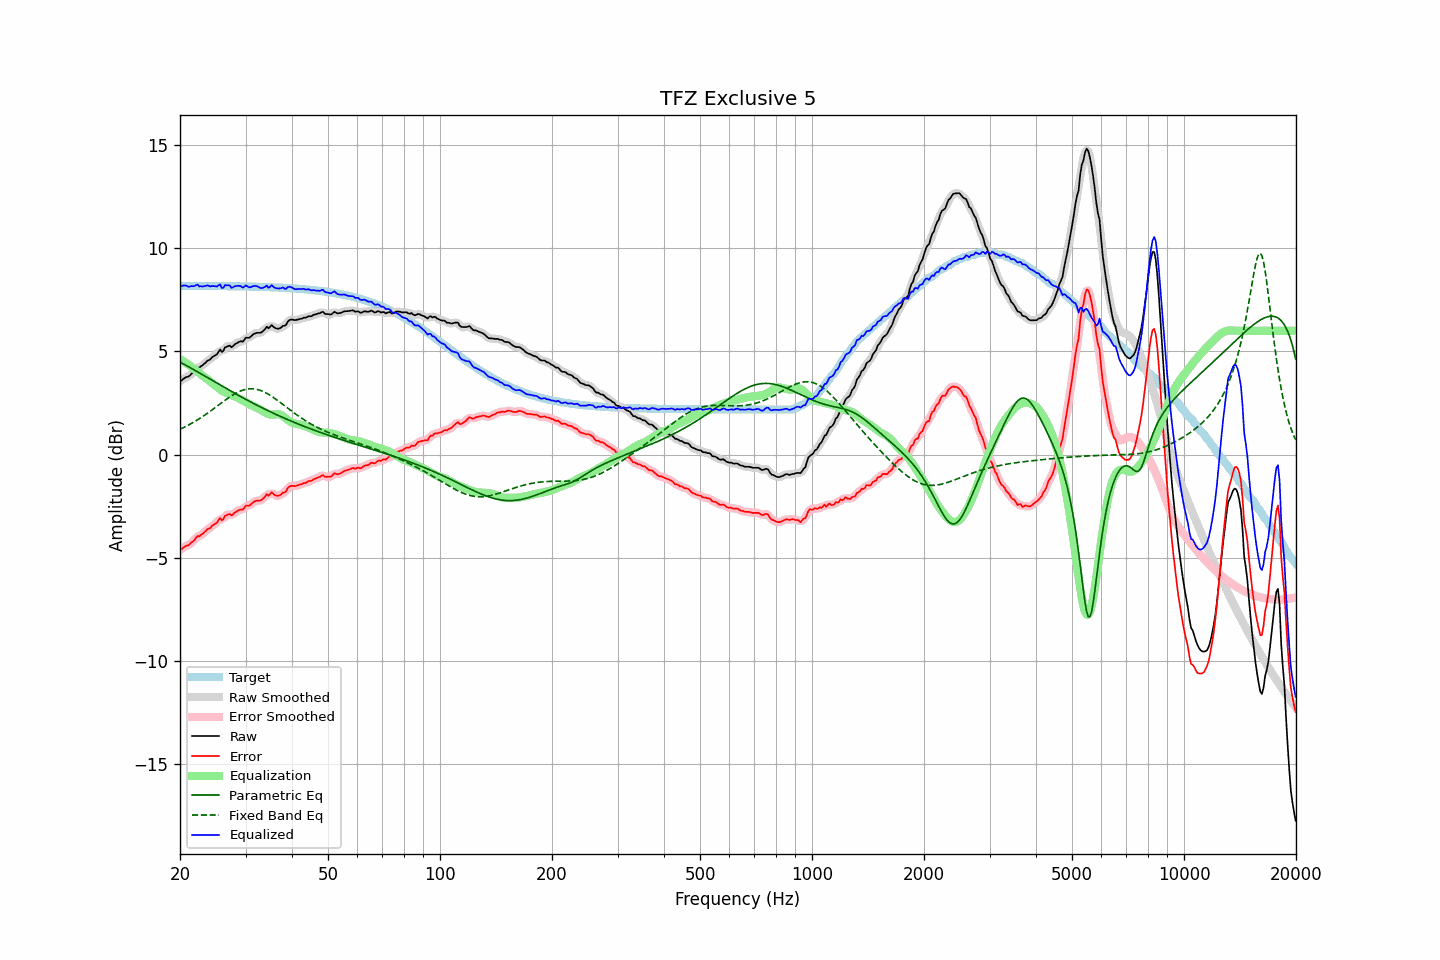 TFZ Exclusive 5
Amplitude (dBr)
15
10
5
0
−5
−10
−15
Target
Raw Smoothed
Error Smoothed
Raw
Error
Equalization
Parametric Eq
Fixed Band Eq
Equalized
20 50 100 200 500 1000 2000 5000 10000 20000
Frequency (Hz)